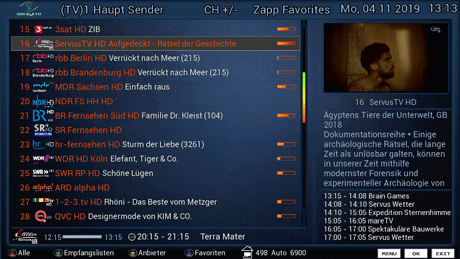 (TV)1 Haupt Sender CH +/- Zapp Favorites Mo, 04.11.2019 13:13
15 3sat HD ZIB
16 ServusTV HD Aufgedeckt - Rätsel der Geschichte
17 rbb Berlin HD Verrückt nach Meer (215)
18 rbb Brandenburg HD Verrückt nach Meer (215)
19 MDR Sachsen HD Einfach raus
20 NDR FS HH HD
21 BR Fernsehen Süd HD Familie Dr. Kleist (104)
22 SR Fernsehen HD
23 hr-fernsehen HD Sturm der Liebe (3261)
24 WDR HD Köln Elefant, Tiger & Co.
25 SWR RP HD Schöne Lügen
26 ARD alpha HD
27 1-2-3.tv HD Rhöni - Das Beste vom Metzger
28 QVC HD Designermode von KIM & CO.
16 ServusTV HD
Ägyptens Tiere der Unterwelt, GB
2018
Dokumentationsreihe • Einige
archäologische Rätsel, die lange
Zeit als unlösbar galten, können
in unserer Zeit mithilfe
modernster Forensik und
experimenteller Archäologie von
13:15 - 14:08 Brain Games
14:08 - 14:10 Servus Wetter
14:10 - 15:05 Expedition Sternenhimme
15:05 - 16:05 mareTV
16:05 - 17:00 Spektakuläre Bauwerke
17:00 - 17:05 Servus Wetter
12:15 13:15 20:15 - 21:15 Terra Mater
Alle Empfangslisten Anbieter Favoriten 498 Auto 6900 MENU OK EXIT